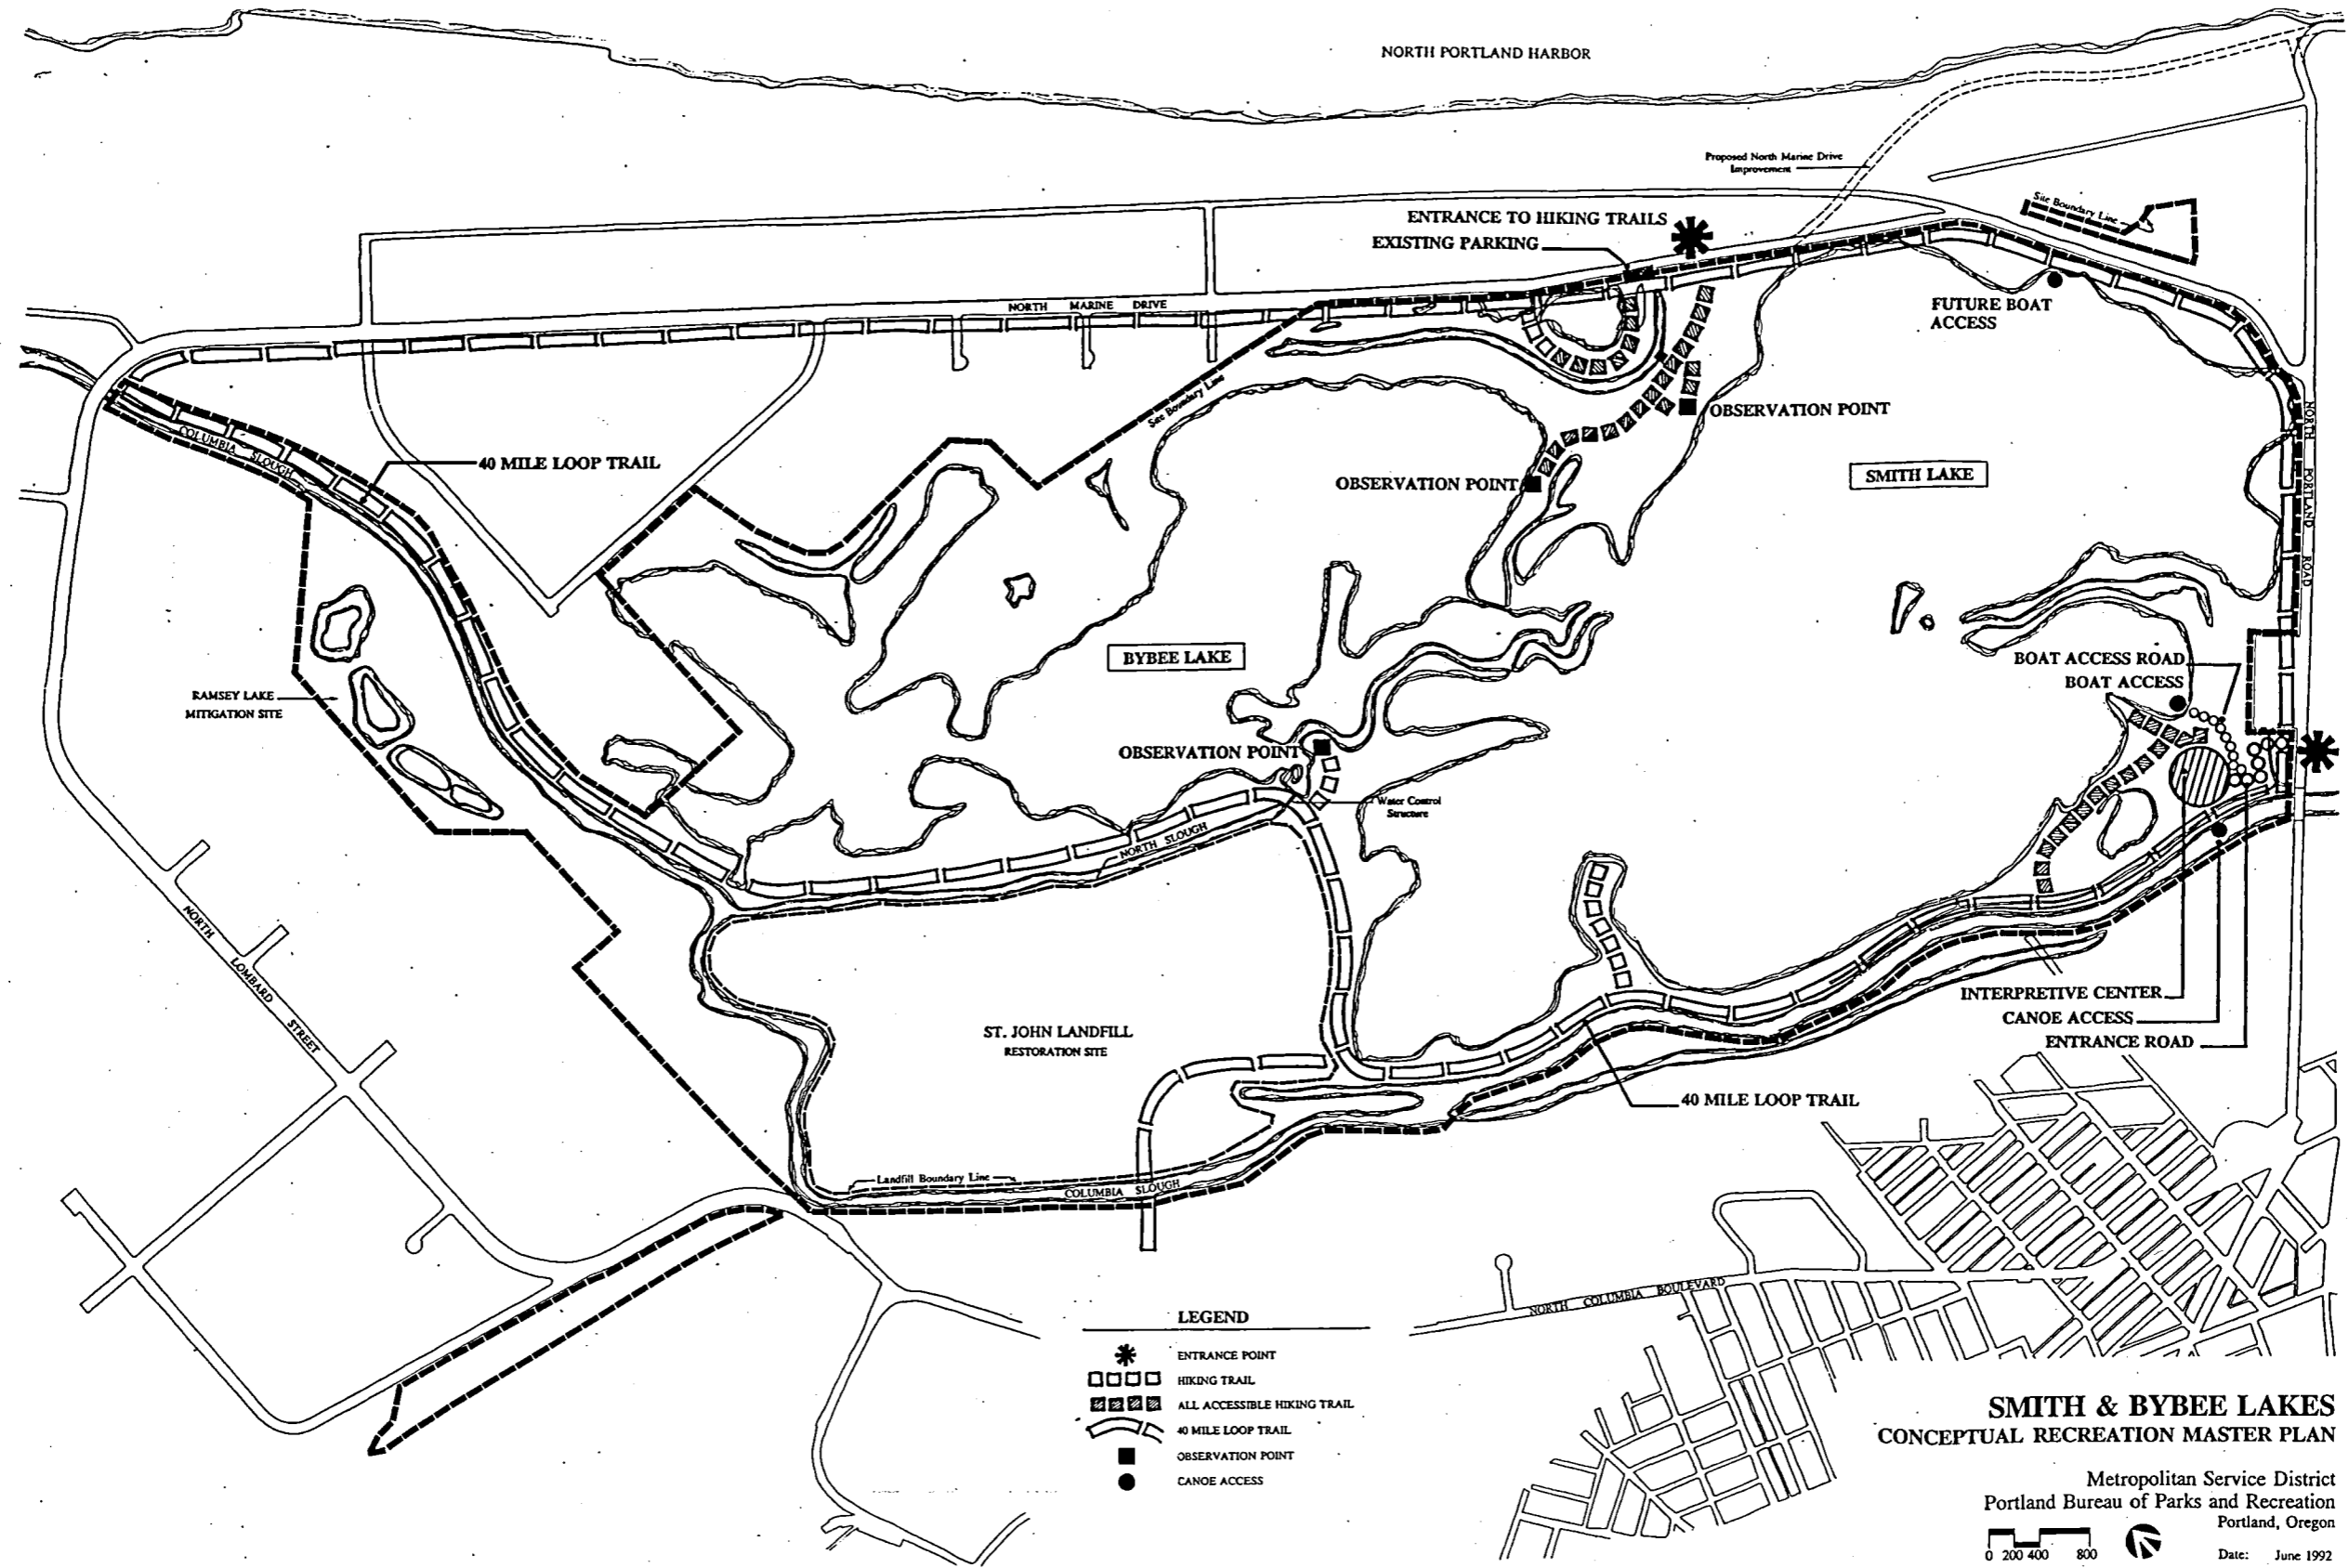 NORTH PORTLAND HARBOR
Proposed North Marine Drive
Improvement
Site Boundary Line
ENTRANCE TO HIKING TRAILS
EXISTING PARKING
NORTH MARINE DRIVE
FUTURE BOAT
ACCESS
Site Boundary Line
OBSERVATION POINT
NORTH PORTLAND ROAD
COLUMBIA SLOUGH
40 MILE LOOP TRAIL
OBSERVATION POINT
SMITH LAKE
BYBEE LAKE
BOAT ACCESS ROAD
BOAT ACCESS
RAMSEY LAKE
MITIGATION SITE
OBSERVATION POINT
Water Control
Structure
NORTH SLOUGH
NORTH LOMBARD STREET
INTERPRETIVE CENTER
CANOE ACCESS
ENTRANCE ROAD
ST. JOHN LANDFILL
RESTORATION SITE
40 MILE LOOP TRAIL
Landfill Boundary Line
COLUMBIA SLOUGH
NORTH COLUMBIA BOULEVARD
LEGEND
ENTRANCE POINT
HIKING TRAIL
ALL ACCESSIBLE HIKING TRAIL
40 MILE LOOP TRAIL
OBSERVATION POINT
CANOE ACCESS
SMITH & BYBEE LAKES
CONCEPTUAL RECREATION MASTER PLAN
Metropolitan Service District
Portland Bureau of Parks and Recreation
Portland, Oregon
0 200 400 800
Date: June 1992